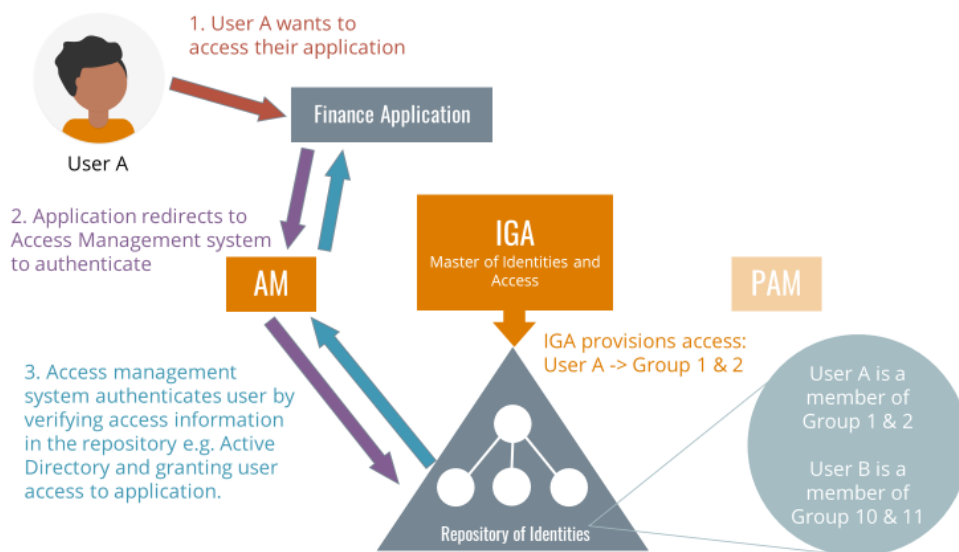 1. User A wants to
access their application
Finance Application
User A
2. Application redirects to
Access Management system
to authenticate
AM
IGA
Master of Identities and
Access
PAM
IGA provisions access:
User A -> Group 1 & 2
3. Access management
system authenticates user by
verifying access information
in the repository e.g. Active
Directory and granting user
access to application.
Repository of Identities
User A is a
member of
Group 1 & 2
User B is a
member of
Group 10 & 11